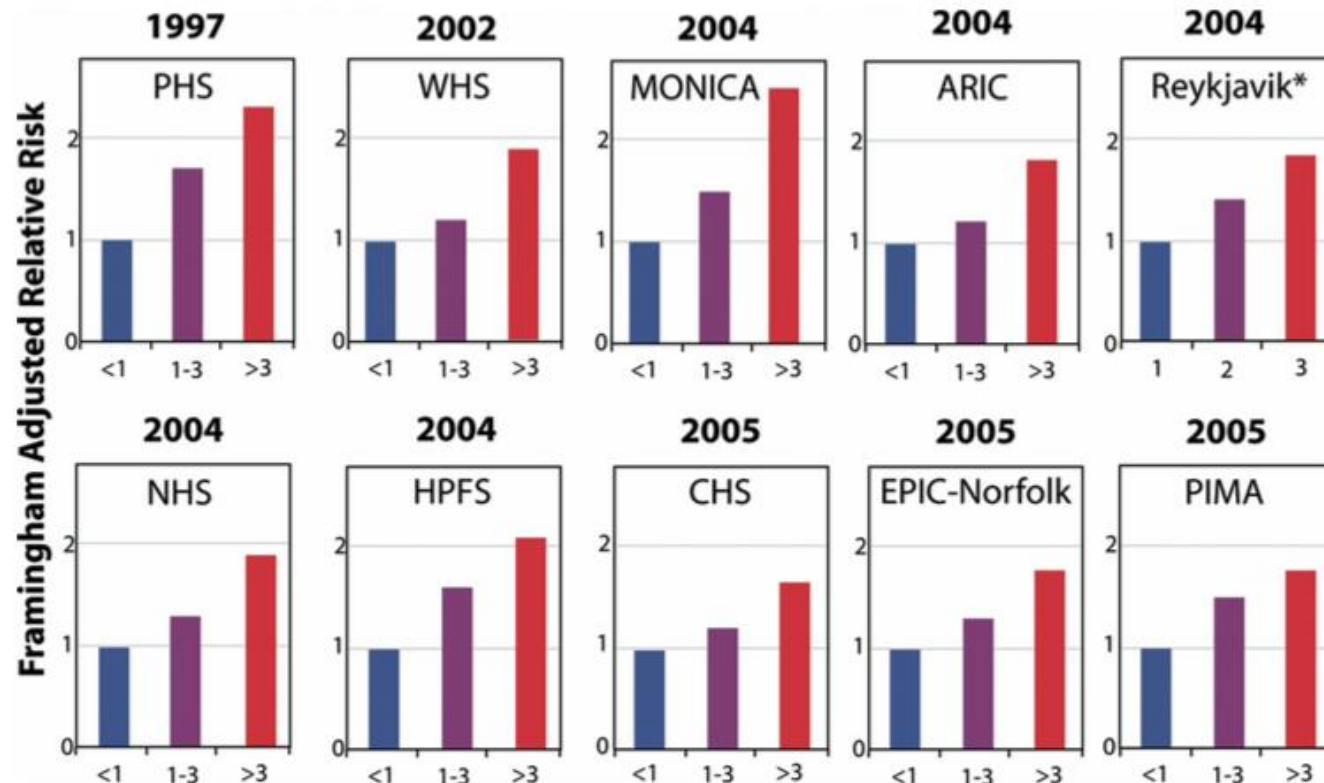 Framingham Adjusted Relative Risk
1997 2002 2004 2004 2004
PHS WHS MONICA ARIC Reykjavik*
2 2 2 2 2
1 1 1 1 1
0 0 0 0 0
<1 1-3 >3 <1 1-3 >3 <1 1-3 >3 <1 1-3 >3 1 2 3
2004 2004 2005 2005 2005
NHS HPFS CHS EPIC-Norfolk PIMA
2 2 2 2 2
1 1 1 1 1
0 0 0 0 0
<1 1-3 >3 <1 1-3 >3 <1 1-3 >3 <1 1-3 >3 <1 1-3 >3